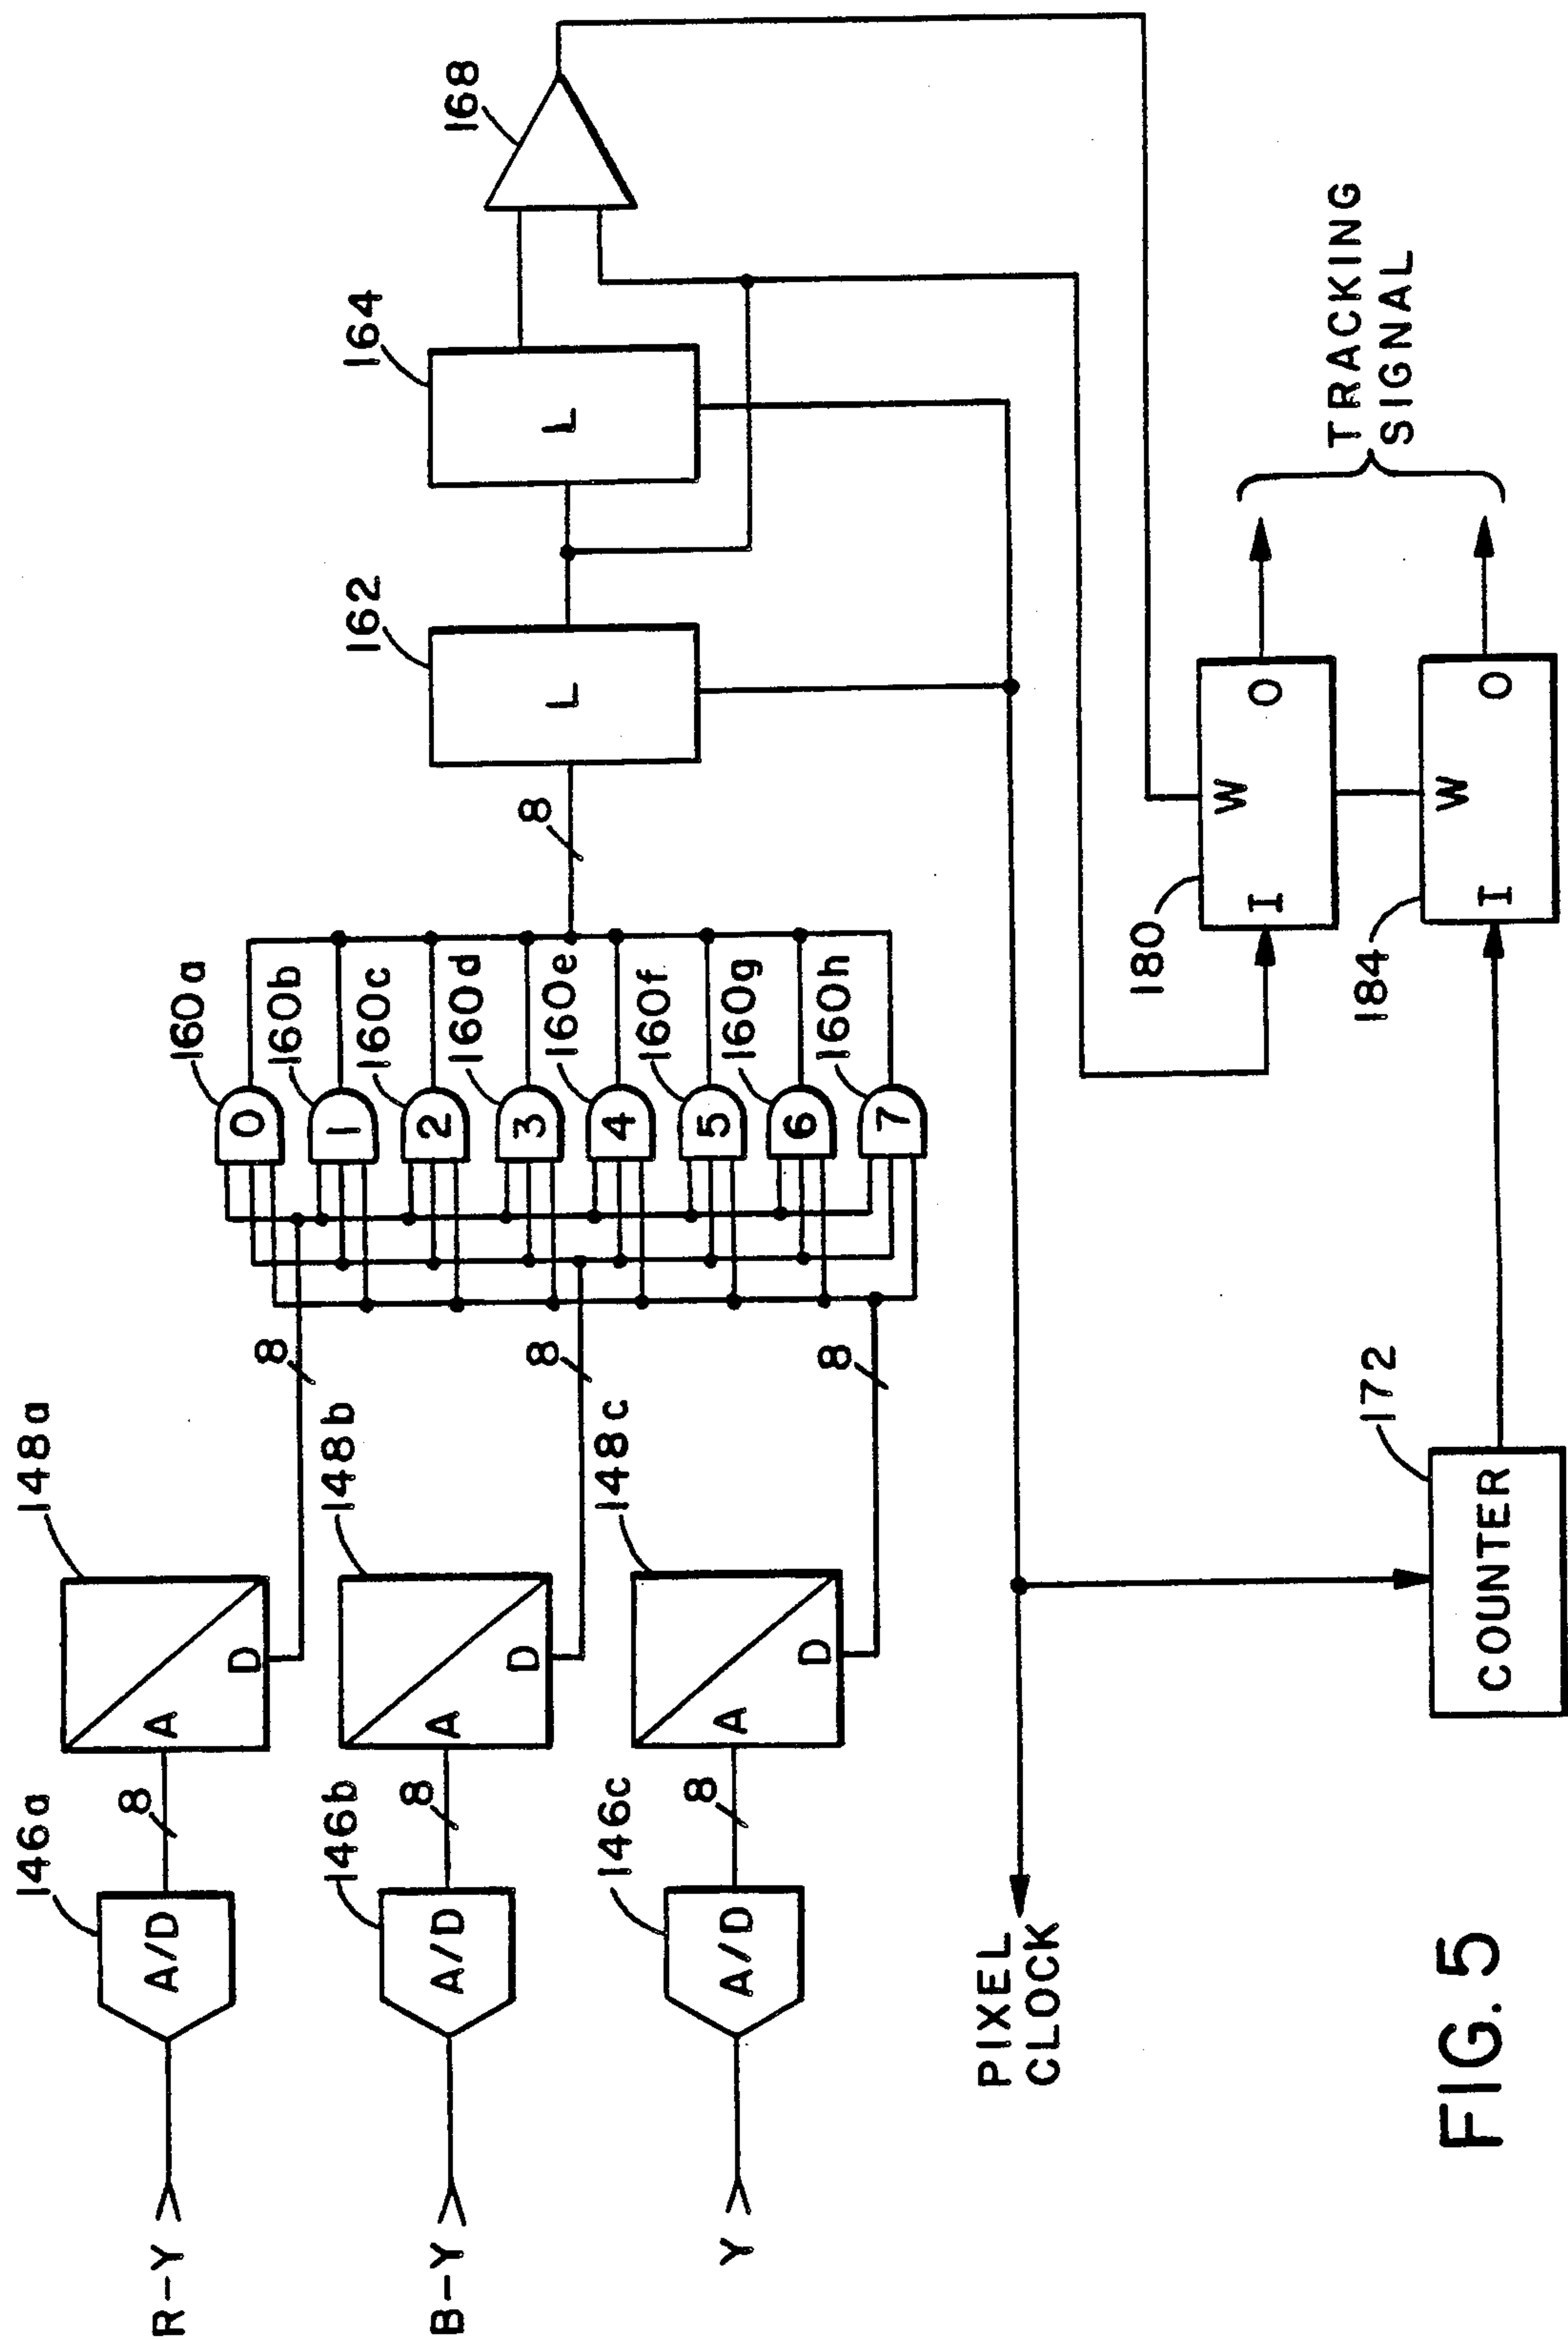 R-Y
146a
A/D
8
148a
A
D
8
B-Y
146b
A/D
8
148b
A
D
8
Y
146c
A/D
8
148c
A
D
8
160a
0
160b
1
160c
2
160d
3
160e
4
160f
5
160g
6
160h
7
8
162
L
164
L
168
PIXEL
CLOCK
172
COUNTER
180
I
W
O
184
I
W
O
TRACKING
SIGNAL
FIG. 5